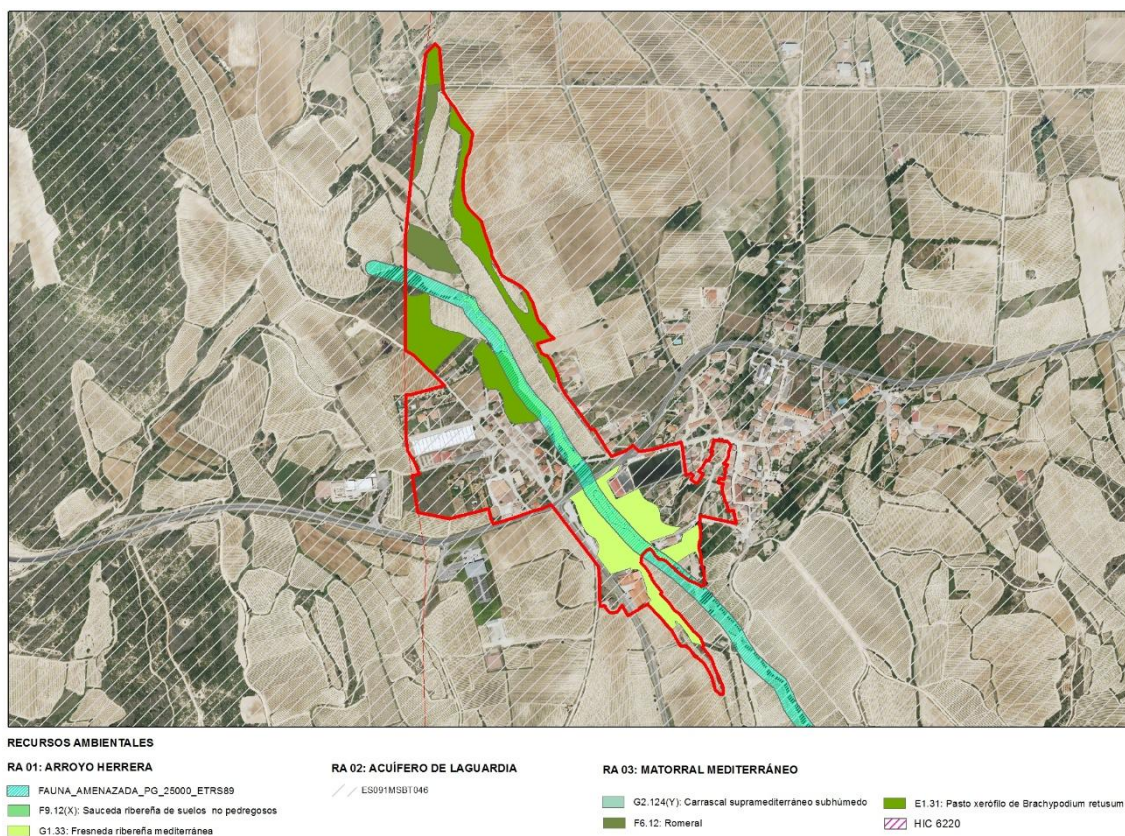 RECURSOS AMBIENTALES
RA 01: ARROYO HERRERA
FAUNA_AMENAZADA_PG_25000_ETRS89
F9.12(X): Sauceda ribereña de suelos no pedregosos
G1.33: Fresneda ribereña mediterránea
RA 02: ACUÍFERO DE LAGUARDIA
ES091MSBT046
RA 03: MATORRAL MEDITERRÁNEO
G2.124(Y): Carrascal supramediterráneo subhúmedo
F6.12: Romeral
E1.31: Pasto xerófilo de Brachypodium retusum
HIC 6220